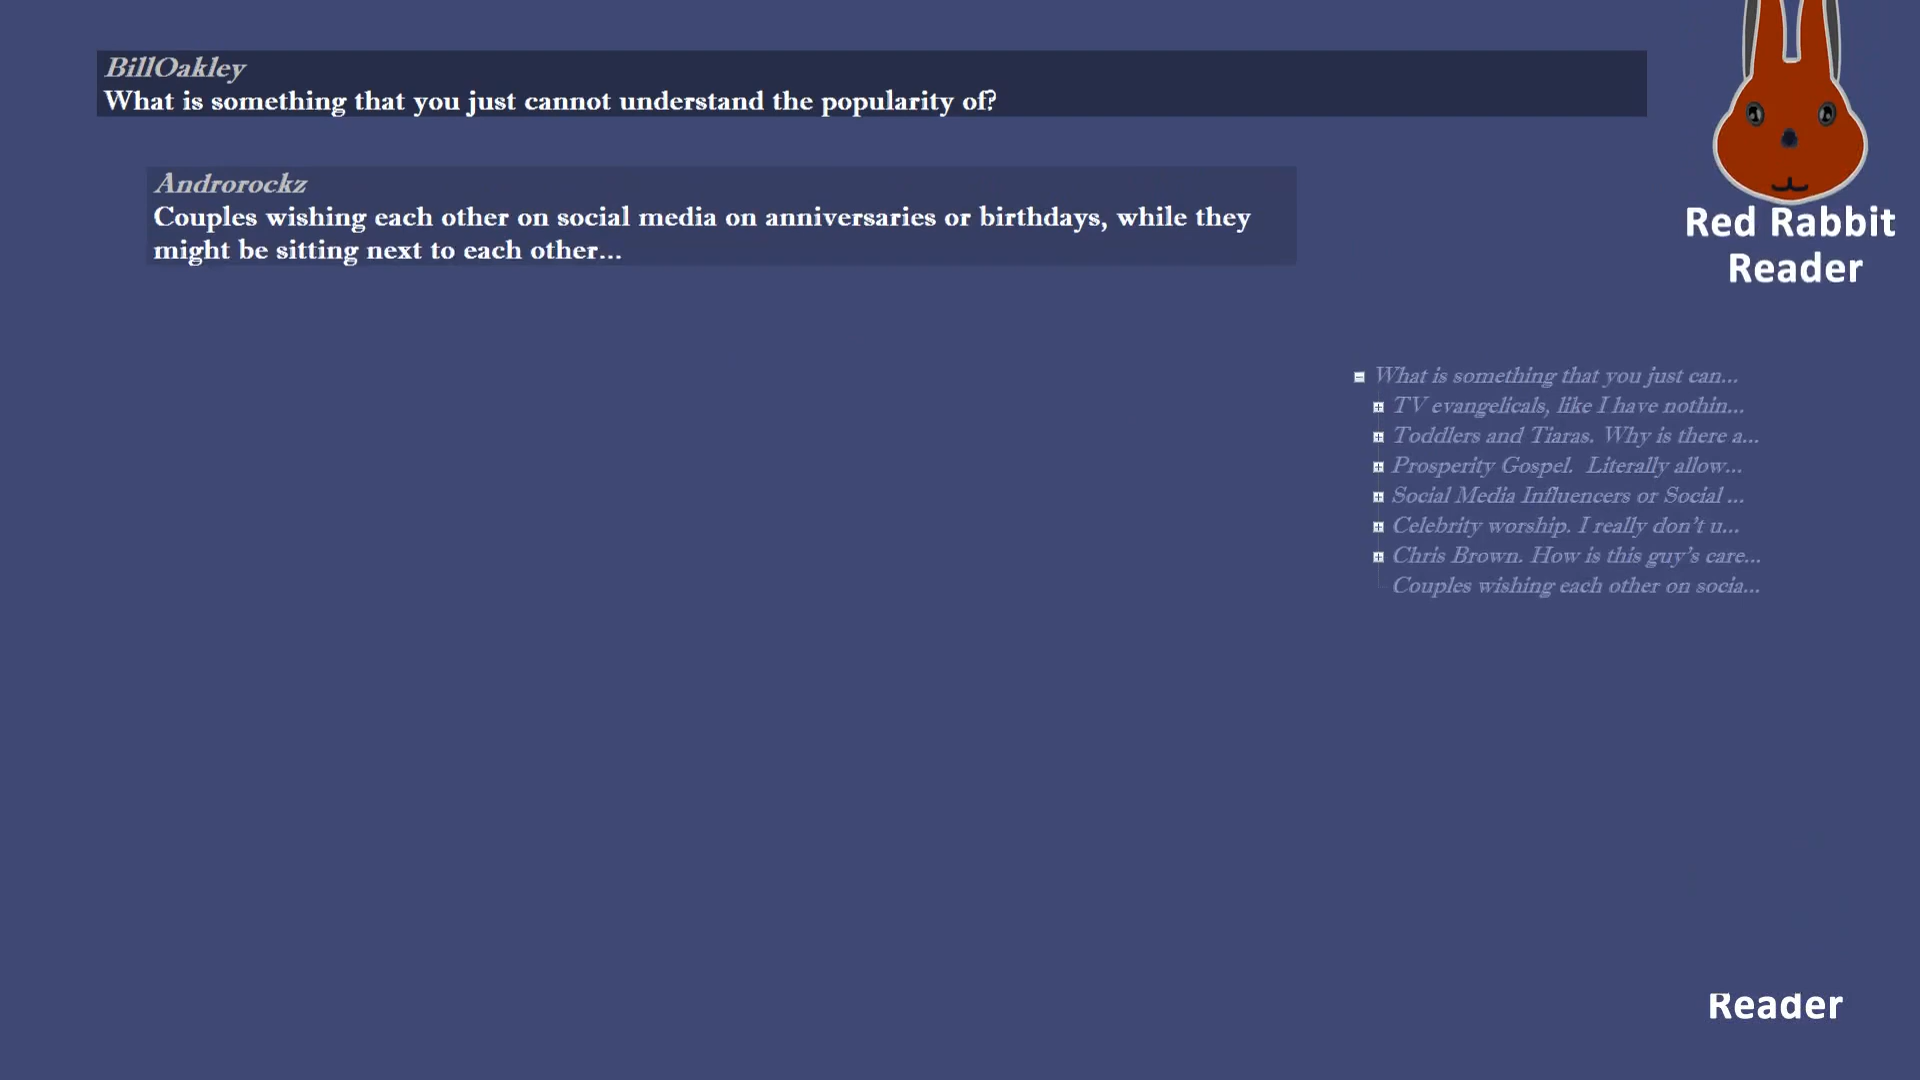 BillOakley
What is something that you just cannot understand the popularity of?
Androrockz
Couples wishing each other on social media on anniversaries or birthdays, while they
might be sitting next to each other...
Red Rabbit
Reader
What is something that you just can...
TV evangelicals, like I have nothin...
Toddlers and Tiaras. Why is there a...
Prosperity Gospel.  Literally allow...
Social Media Influencers or Social ...
Celebrity worship. I really don't u...
Chris Brown. How is this guy's care...
Couples wishing each other on socia...
Reader